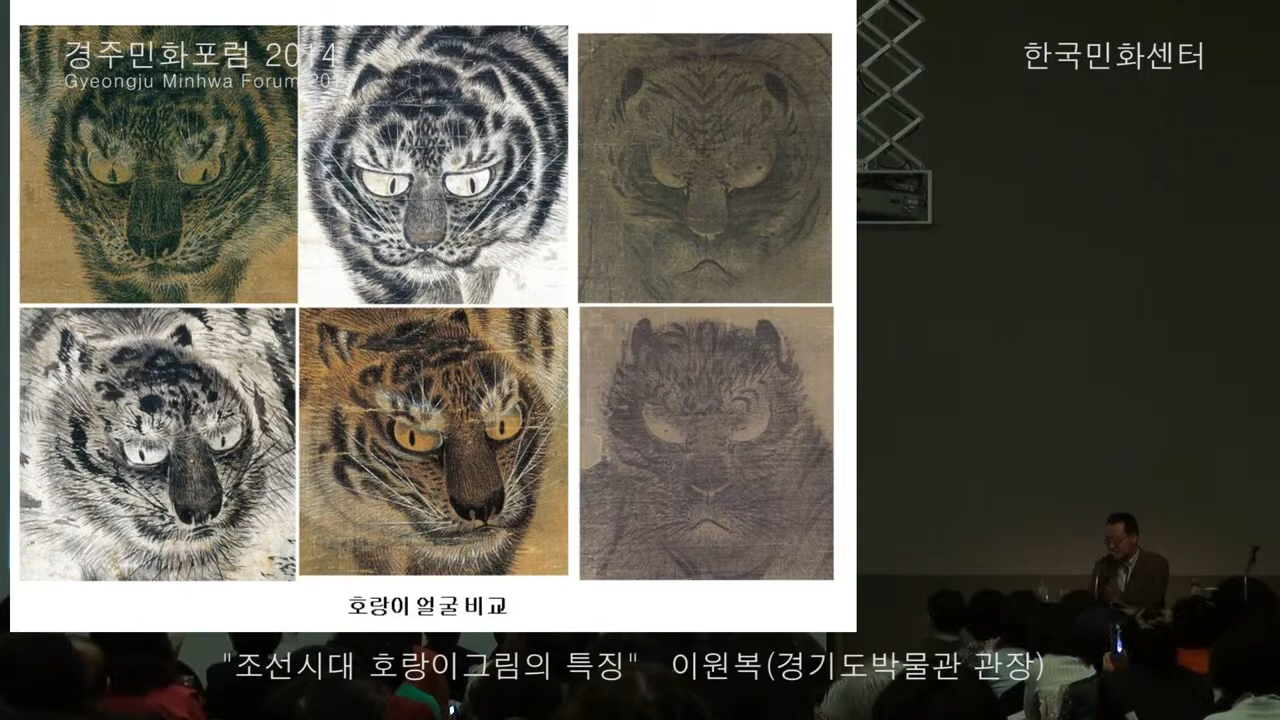 경주민화포럼 2014
Gyeongju Minhwa Forum 20
한국민화센터
호랑이 얼굴 비교
"조선시대 호랑이그림의 특징" 이원복(경기도박물관 관장)